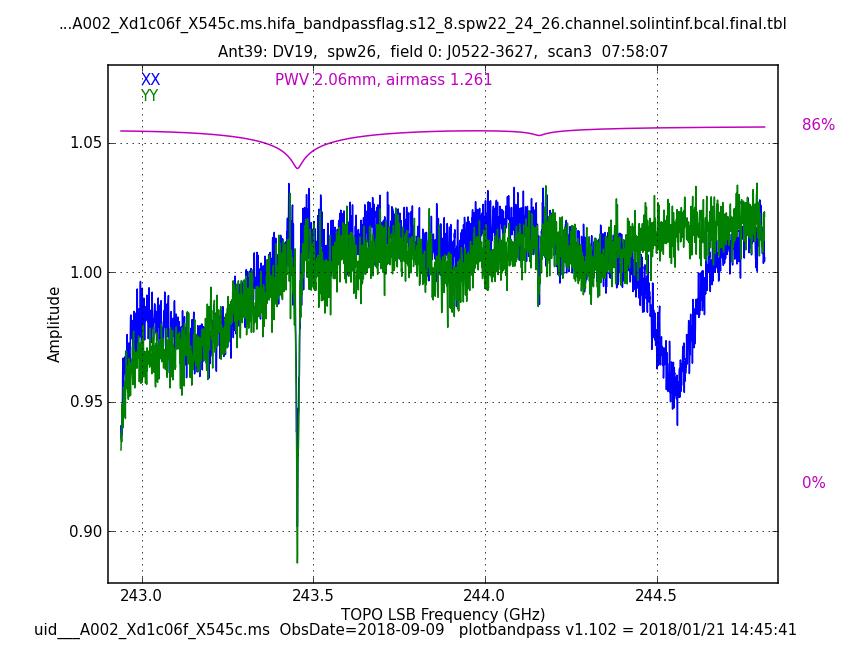 ...A002_Xd1c06f_X545c.ms.hifa_bandpassflag.s12_8.spw22_24_26.channel.solintinf.bcal.final.tbl
Ant39: DV19,  spw26,  field 0: J0522-3627,  scan3  07:58:07
XX
PWV 2.06mm, airmass 1.261
YY
86%
1.05
1.00
Amplitude
0.95
0%
0.90
243.0 243.5 244.0 244.5
TOPO LSB Frequency (GHz)
uid___A002_Xd1c06f_X545c.ms  ObsDate=2018-09-09   plotbandpass v1.102 = 2018/01/21 14:45:41